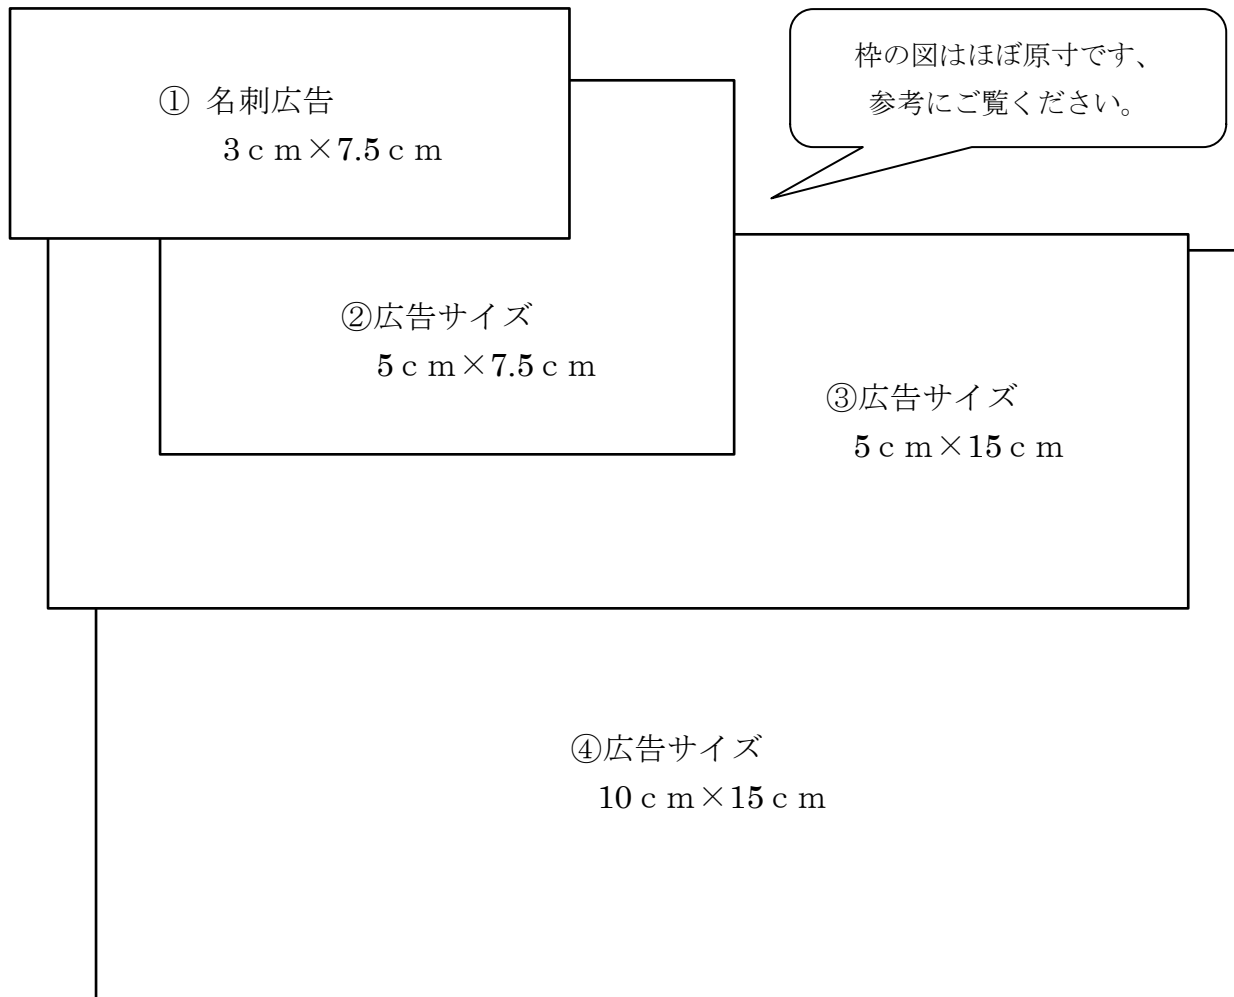 ① 名刺広告
3ｃｍ×7.5ｃｍ
枠の図はほぼ原寸です、
参考にご覧ください。
②広告サイズ
5ｃｍ×7.5ｃｍ
③広告サイズ
5ｃｍ×15ｃｍ
④広告サイズ
10ｃｍ×15ｃｍ